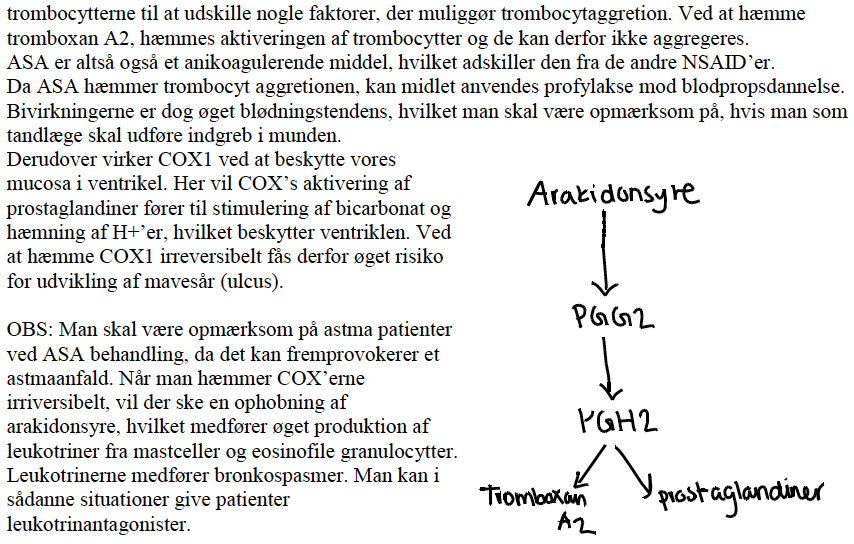 trombocytterne til at udskille nogle faktorer, der muliggør trombocytaggretion. Ved at hæmme
tromboxan A2, hæmmes aktiveringen af trombocytter og de kan derfor ikke aggregeres.
ASA er altså også et anikoagulerende middel, hvilket adskiller den fra de andre NSAID’er.
Da ASA hæmmer trombocyt aggretionen, kan midlet anvendes profylakse mod blodpropsdannelse.
Bivirkningerne er dog øget blødningstendens, hvilket man skal være opmærksom på, hvis man som
tandlæge skal udføre indgreb i munden.
Derudover virker COX1 ved at beskytte vores
mucosa i ventrikel. Her vil COX’s aktivering af
prostaglandiner fører til stimulering af bicarbonat og
hæmning af H+’er, hvilket beskytter ventriklen. Ved
at hæmme COX1 irreversibelt fås derfor øget risiko
for udvikling af mavesår (ulcus).
OBS: Man skal være opmærksom på astma patienter
ved ASA behandling, da det kan fremprovokerer et
astmaanfald. Når man hæmmer COX’erne
irriversibelt, vil der ske en ophobning af
arakidonsyre, hvilket medfører øget produktion af
leukotriner fra mastceller og eosinofile granulocytter.
Leukotrinerne medfører bronkospasmer. Man kan i
sådanne situationer give patienter
leukotrinantagonister.
Arakidonsyre
PGG2
PGH2
Tromboxan
A2
prostaglandiner